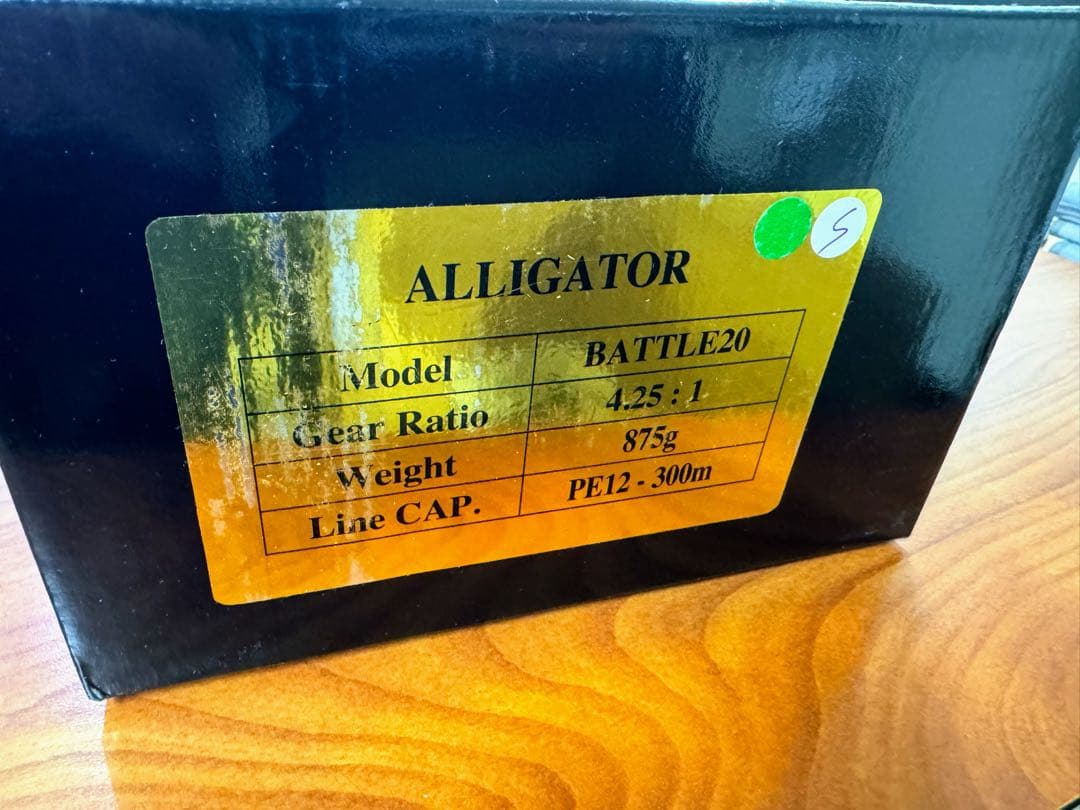 ALLIGATOR
Model BATTLE20
Gear Ratio 4.25 : 1
Weight 875g
Line CAP. PE12 - 300m